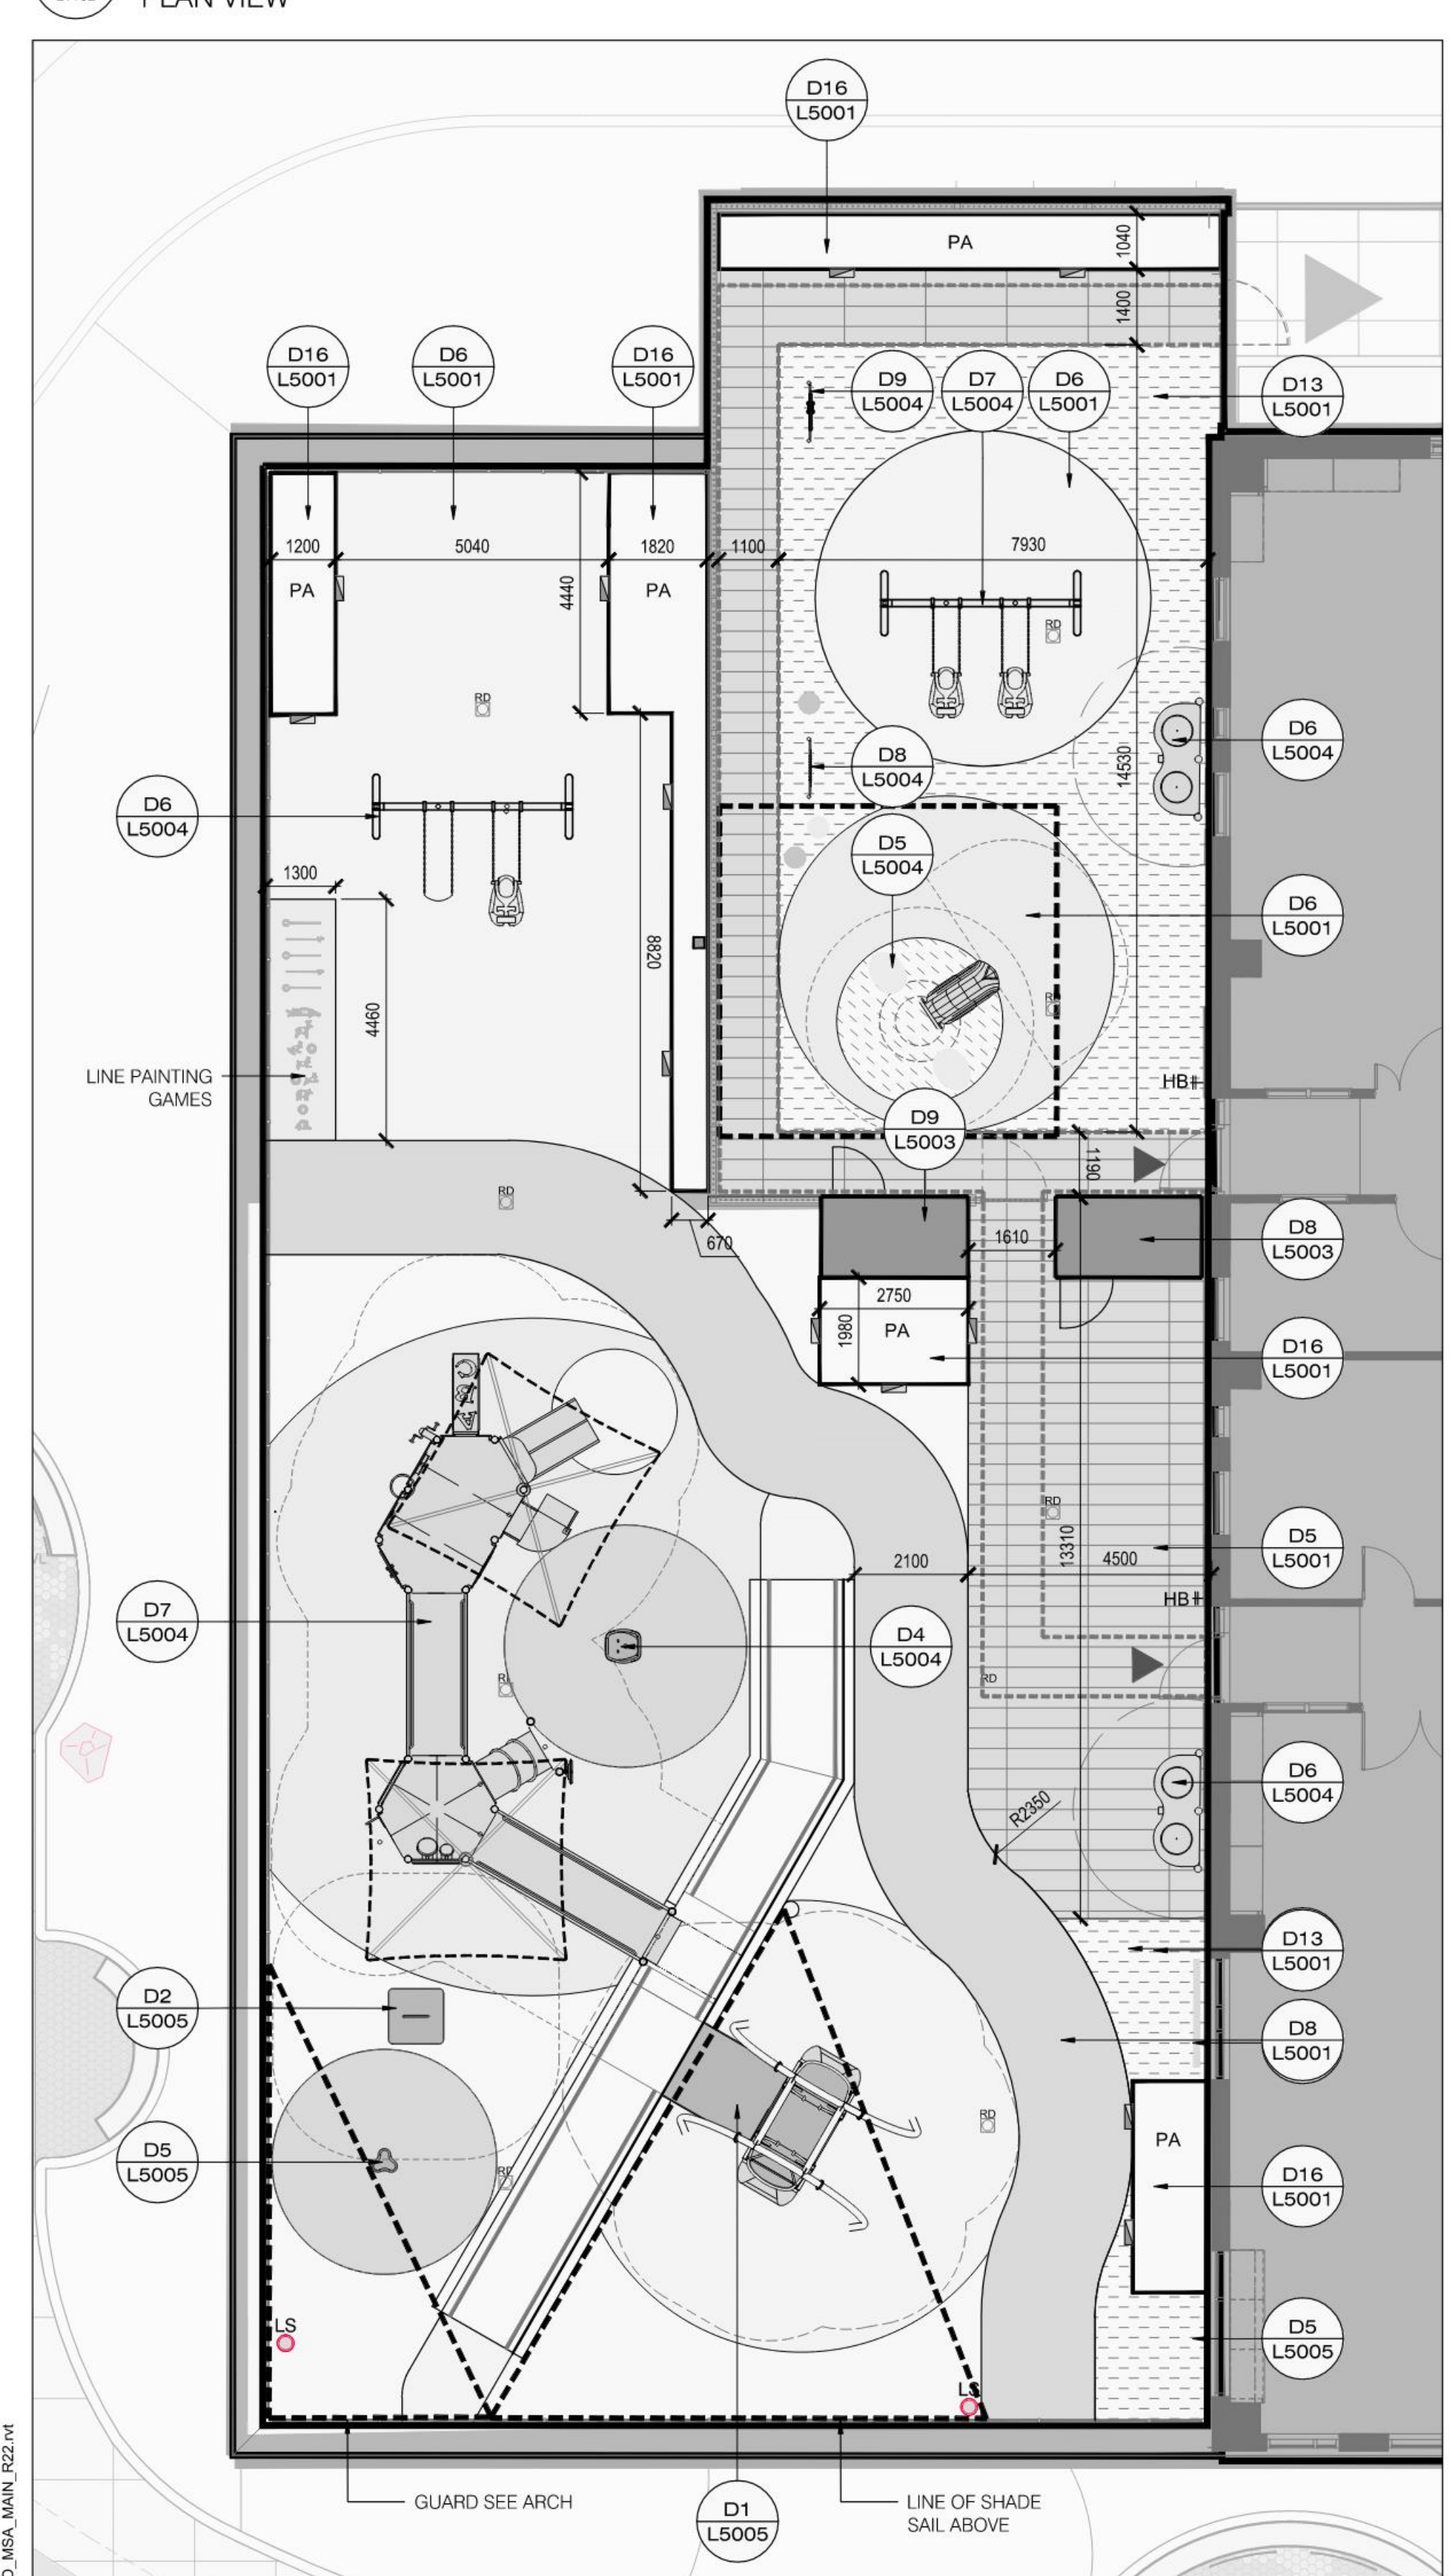 PLAN VIEW
D16
L5001
PA
1040
1400
D16
L5001
D6
L5001
D16
L5001
D9
L5004
D7
L5004
D6
L5001
D13
L5001
1200
5040
1820
1100
7930
PA
4440
PA
RD
RD
D6
L5004
D8
L5004
14530
D6
L5004
D5
L5004
1300
D6
L5001
8820
4460
LINE PAINTING
GAMES
HB
D9
L5003
1190
RD
670
1610
D8
L5003
2750
1980
PA
D16
L5001
ABC
RD
13310
2100
4500
D5
L5001
HB
D7
L5004
D4
L5004
RD
D6
L5004
R2350
D13
L5001
D2
L5005
D8
L5001
RD
PA
D5
L5005
D16
L5001
LS
D5
L5005
LS
GUARD SEE ARCH
D1
L5005
LINE OF SHADE
SAIL ABOVE
_MSA_MAIN_R22.rvt